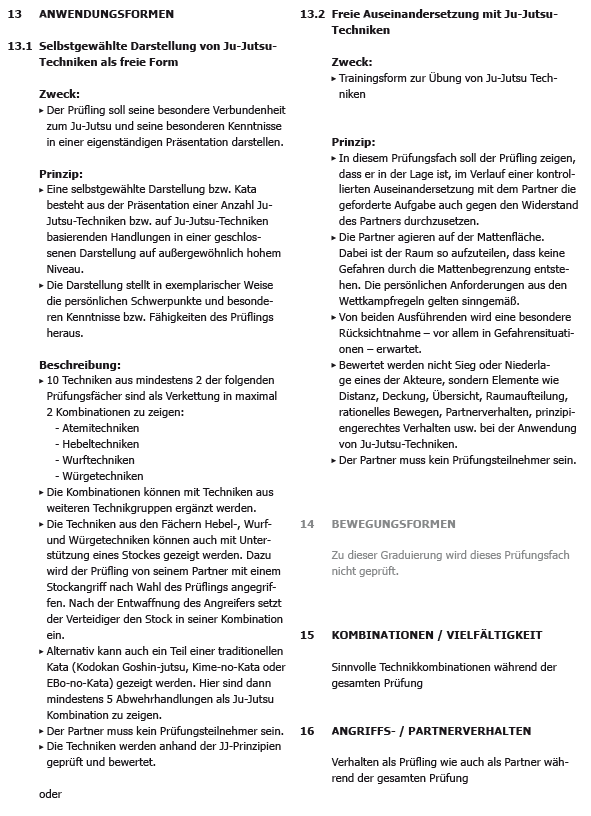 13 ANWENDUNGSFORMEN
13.1 Selbstgewählte Darstellung von Ju-Jutsu-
Techniken als freie Form
Zweck:
▸ Der Prüfling soll seine besondere Verbundenheit
zum Ju-Jutsu und seine besonderen Kenntnisse
in einer eigenständigen Präsentation darstellen.
Prinzip:
▸ Eine selbstgewählte Darstellung bzw. Kata
besteht aus der Präsentation einer Anzahl Ju-
Jutsu-Techniken bzw. auf Ju-Jutsu-Techniken
basierenden Handlungen in einer geschlos-
senen Darstellung auf außergewöhnlich hohem
Niveau.
▸ Die Darstellung stellt in exemplarischer Weise
die persönlichen Schwerpunkte und besonde-
ren Kenntnisse bzw. Fähigkeiten des Prüflings
heraus.
Beschreibung:
▸ 10 Techniken aus mindestens 2 der folgenden
Prüfungsfächer sind als Verkettung in maximal
2 Kombinationen zu zeigen:
- Atemitechniken
- Hebeltechniken
- Wurftechniken
- Würgetechniken
▸ Die Kombinationen können mit Techniken aus
weiteren Technikgruppen ergänzt werden.
▸ Die Techniken aus den Fächern Hebel-, Wurf-
und Würgetechniken können auch mit Unter-
stützung eines Stockes gezeigt werden. Dazu
wird der Prüfling von seinem Partner mit einem
Stockangriff nach Wahl des Prüflings angegrif-
fen. Nach der Entwaffnung des Angreifers setzt
der Verteidiger den Stock in seiner Kombination
ein.
▸ Alternativ kann auch ein Teil einer traditionellen
Kata (Kodokan Goshin-jutsu, Kime-no-Kata oder
EBo-no-Kata) gezeigt werden. Hier sind dann
mindestens 5 Abwehrhandlungen als Ju-Jutsu
Kombination zu zeigen.
▸ Der Partner muss kein Prüfungsteilnehmer sein.
▸ Die Techniken werden anhand der JJ-Prinzipien
geprüft und bewertet.
oder
13.2 Freie Auseinandersetzung mit Ju-Jutsu-
Techniken
Zweck:
▸ Trainingsform zur Übung von Ju-Jutsu Tech-
niken
Prinzip:
▸ In diesem Prüfungsfach soll der Prüfling zeigen,
dass er in der Lage ist, im Verlauf einer kontrol-
lierten Auseinandersetzung mit dem Partner die
geforderte Aufgabe auch gegen den Widerstand
des Partners durchzusetzen.
▸ Die Partner agieren auf der Mattenfläche.
Dabei ist der Raum so aufzuteilen, dass keine
Gefahren durch die Mattenbegrenzung entste-
hen. Die persönlichen Anforderungen aus den
Wettkampfregeln gelten sinngemäß.
▸ Von beiden Ausführenden wird eine besondere
Rücksichtnahme – vor allem in Gefahrensituati-
onen – erwartet.
▸ Bewertet werden nicht Sieg oder Niederla-
ge eines der Akteure, sondern Elemente wie
Distanz, Deckung, Übersicht, Raumaufteilung,
rationelles Bewegen, Partnerverhalten, prinzipi-
engerechtes Verhalten usw. bei der Anwendung
von Ju-Jutsu-Techniken.
▸ Der Partner muss kein Prüfungsteilnehmer sein.
14 BEWEGUNGSFORMEN
Zu dieser Graduierung wird dieses Prüfungsfach
nicht geprüft.
15 KOMBINATIONEN / VIELFÄLTIGKEIT
Sinnvolle Technikkombinationen während der
gesamten Prüfung
16 ANGRIFFS- / PARTNERVERHALTEN
Verhalten als Prüfling wie auch als Partner wäh-
rend der gesamten Prüfung